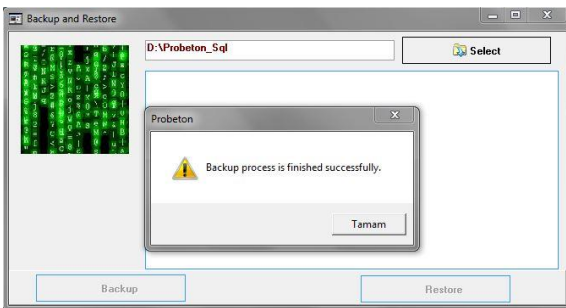 Backup and Restore
D:\Probeton_Sql
Select
Probeton
Backup process is finished successfully.
Tamam
Backup
Restore